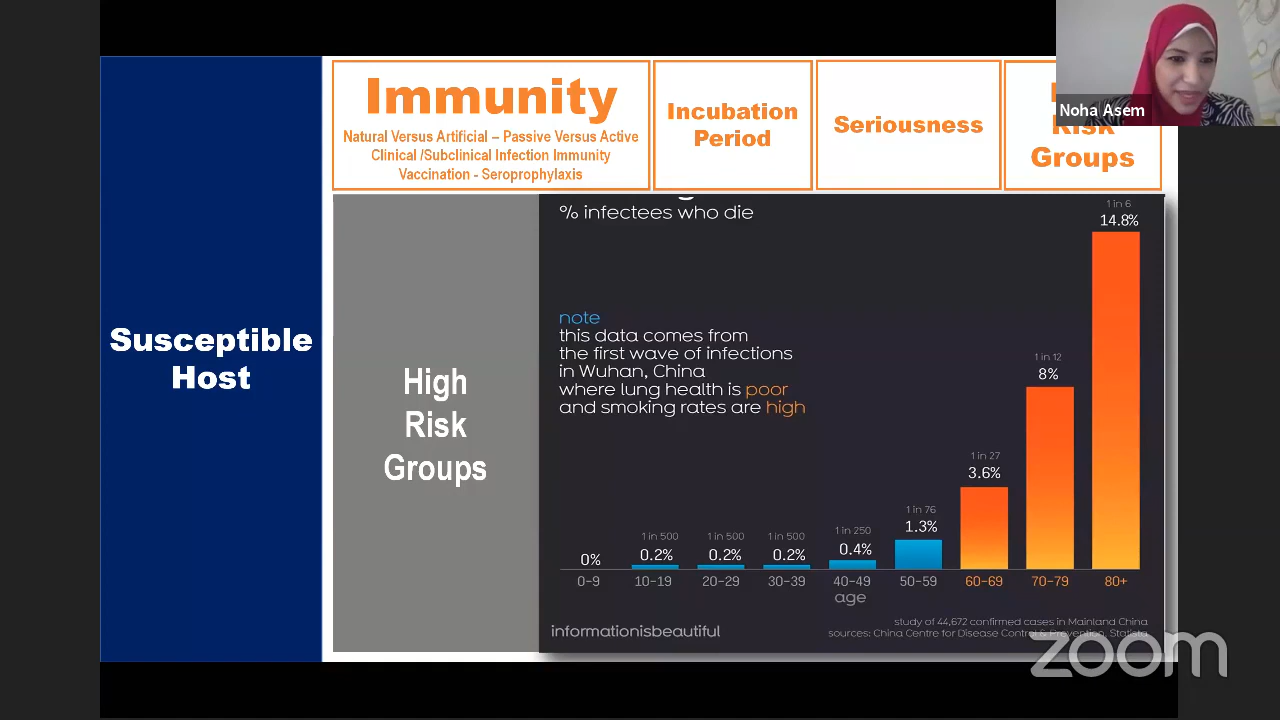 Immunity
Natural Versus Artificial – Passive Versus Active
Clinical /Subclinical Infection Immunity
Vaccination - Seroprophylaxis
Incubation
Period
Seriousness
Risk
Groups
Noha Asem
Susceptible
Host
High
Risk
Groups
% infectees who die
note
this data comes from
the first wave of infections
in Wuhan, China
where lung health is poor
and smoking rates are high
0%
1 in 500
0.2%
1 in 500
0.2%
1 in 500
0.2%
1 in 250
0.4%
1 in 76
1.3%
1 in 27
3.6%
1 in 12
8%
1 in 6
14.8%
0-9 10-19 20-29 30-39 40-49 50-59 60-69 70-79 80+
age
informationisbeautiful
study of 44,672 confirmed cases in Mainland China
sources: China Centre for Disease Control & Prevention, Statista
zoom